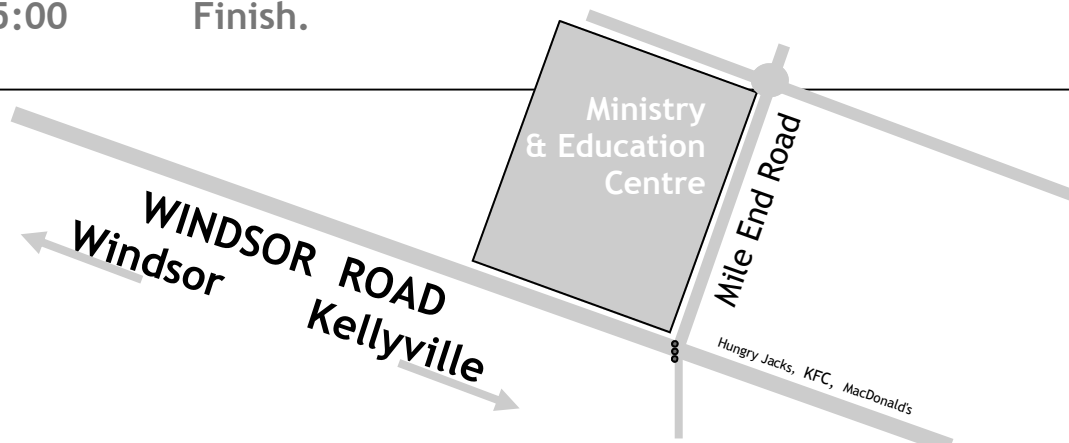 5:00 Finish.
Ministry
& Education
Centre
Mile End Road
WINDSOR ROAD
Windsor
Kellyville
Hungry Jacks, KFC, MacDonald's